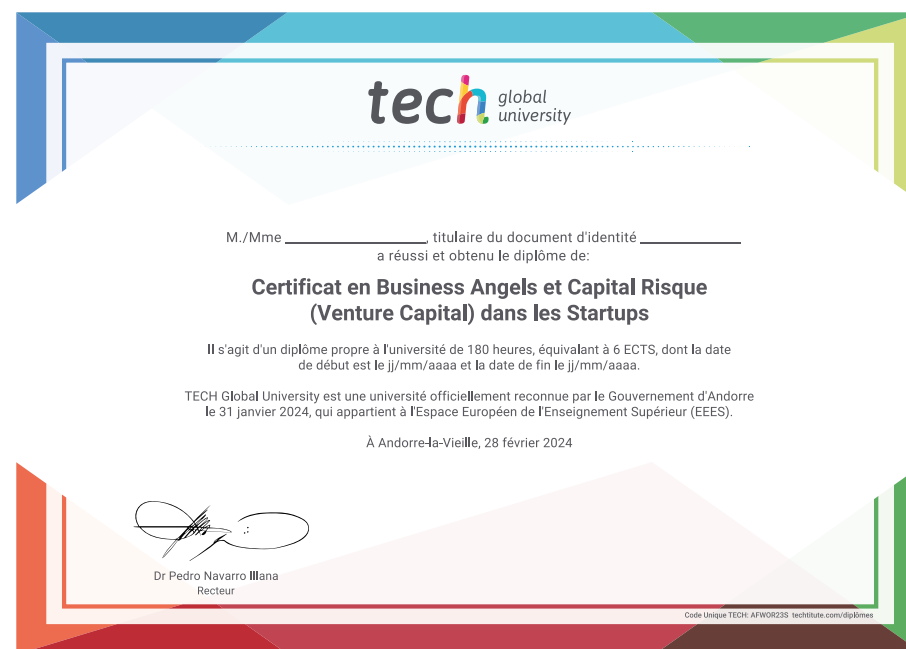 tech global university
M./Mme ____________________, titulaire du document d'identité ______________
a réussi et obtenu le diplôme de:
Certificat en Business Angels et Capital Risque
(Venture Capital) dans les Startups
Il s'agit d'un diplôme propre à l'université de 180 heures, équivalant à 6 ECTS, dont la date
de début est le jj/mm/aaaa et la date de fin le jj/mm/aaaa.
TECH Global University est une université officiellement reconnue par le Gouvernement d'Andorre
le 31 janvier 2024, qui appartient à l'Espace Européen de l'Enseignement Supérieur (EEES).
À Andorre-la-Vieille, 28 février 2024
Dr Pedro Navarro Illana
Recteur
Code Unique TECH: AFWOR23S techtitute.com/diplômes